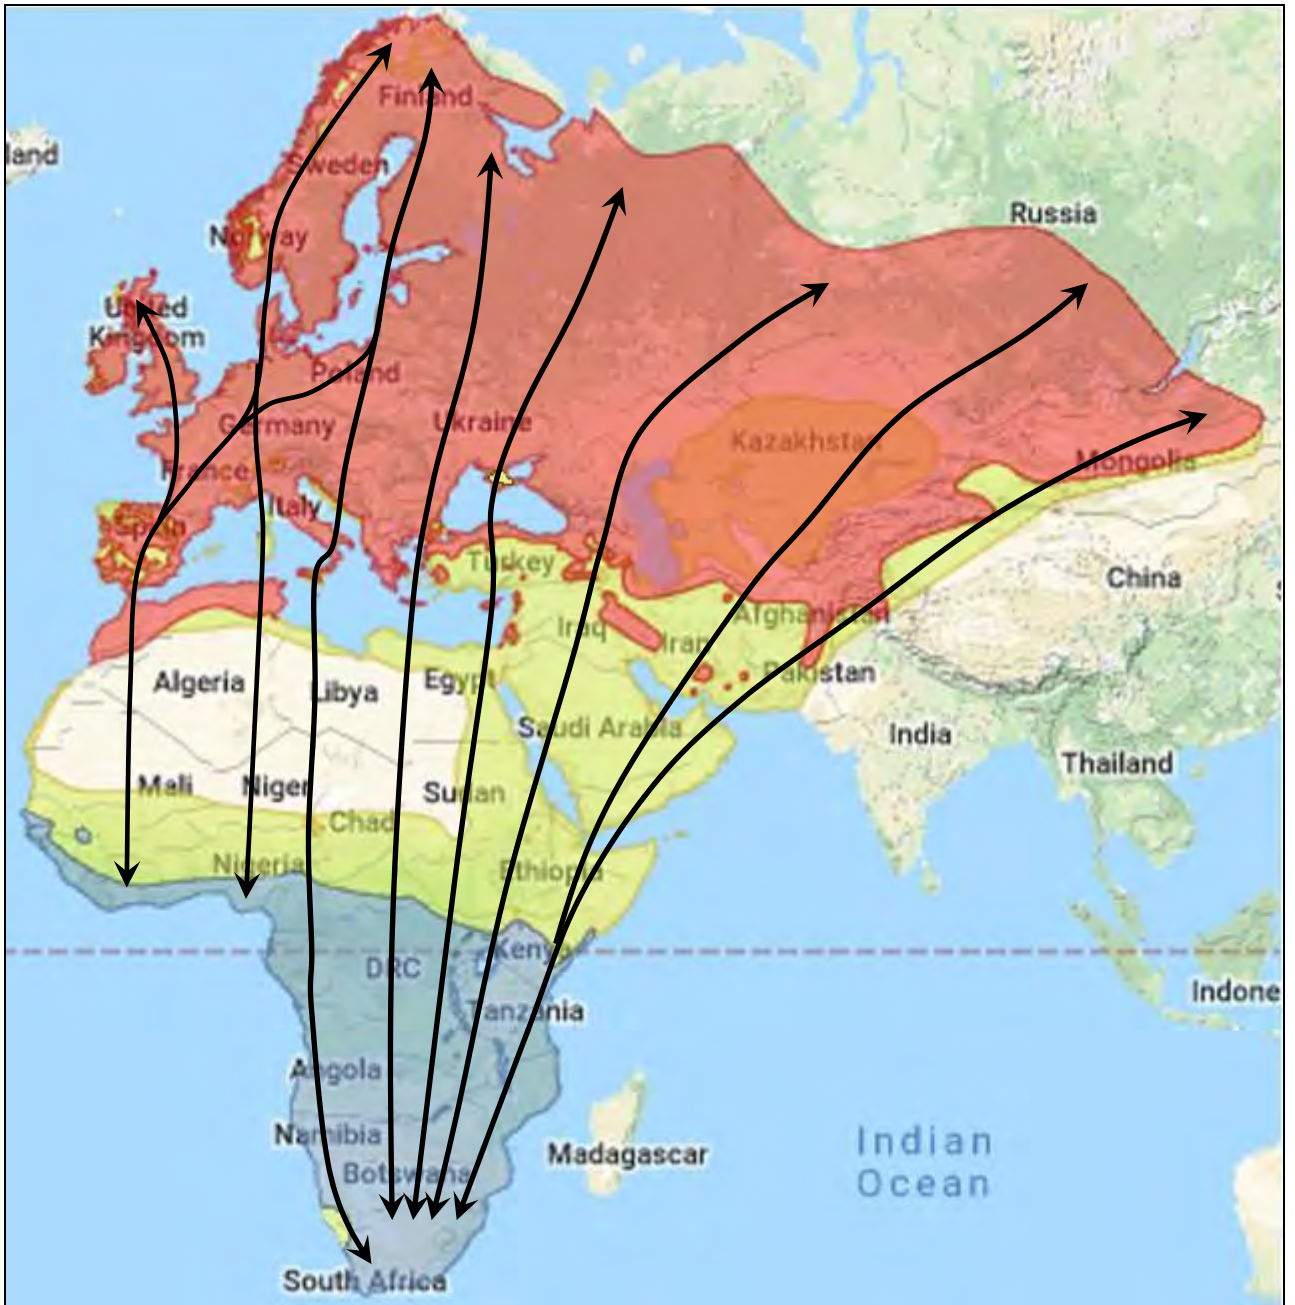 land
Finland
Sweden
Russia
Norway
United
Kingdom
Poland
Germany
Ukraine
Kazakhstan
Mongolia
France
Italy
Spain
Turkey
China
Afghanistan
Iraq
Iran
Pakistan
Algeria
Libya
Egypt
Saudi Arabia
India
Thailand
Mali
Niger
Sudan
Chad
Nigeria
Ethiopia
Kenya
DRC
Indone
Tanzania
Angola
Namibia
Madagascar
Indian
Ocean
Botswana
South Africa